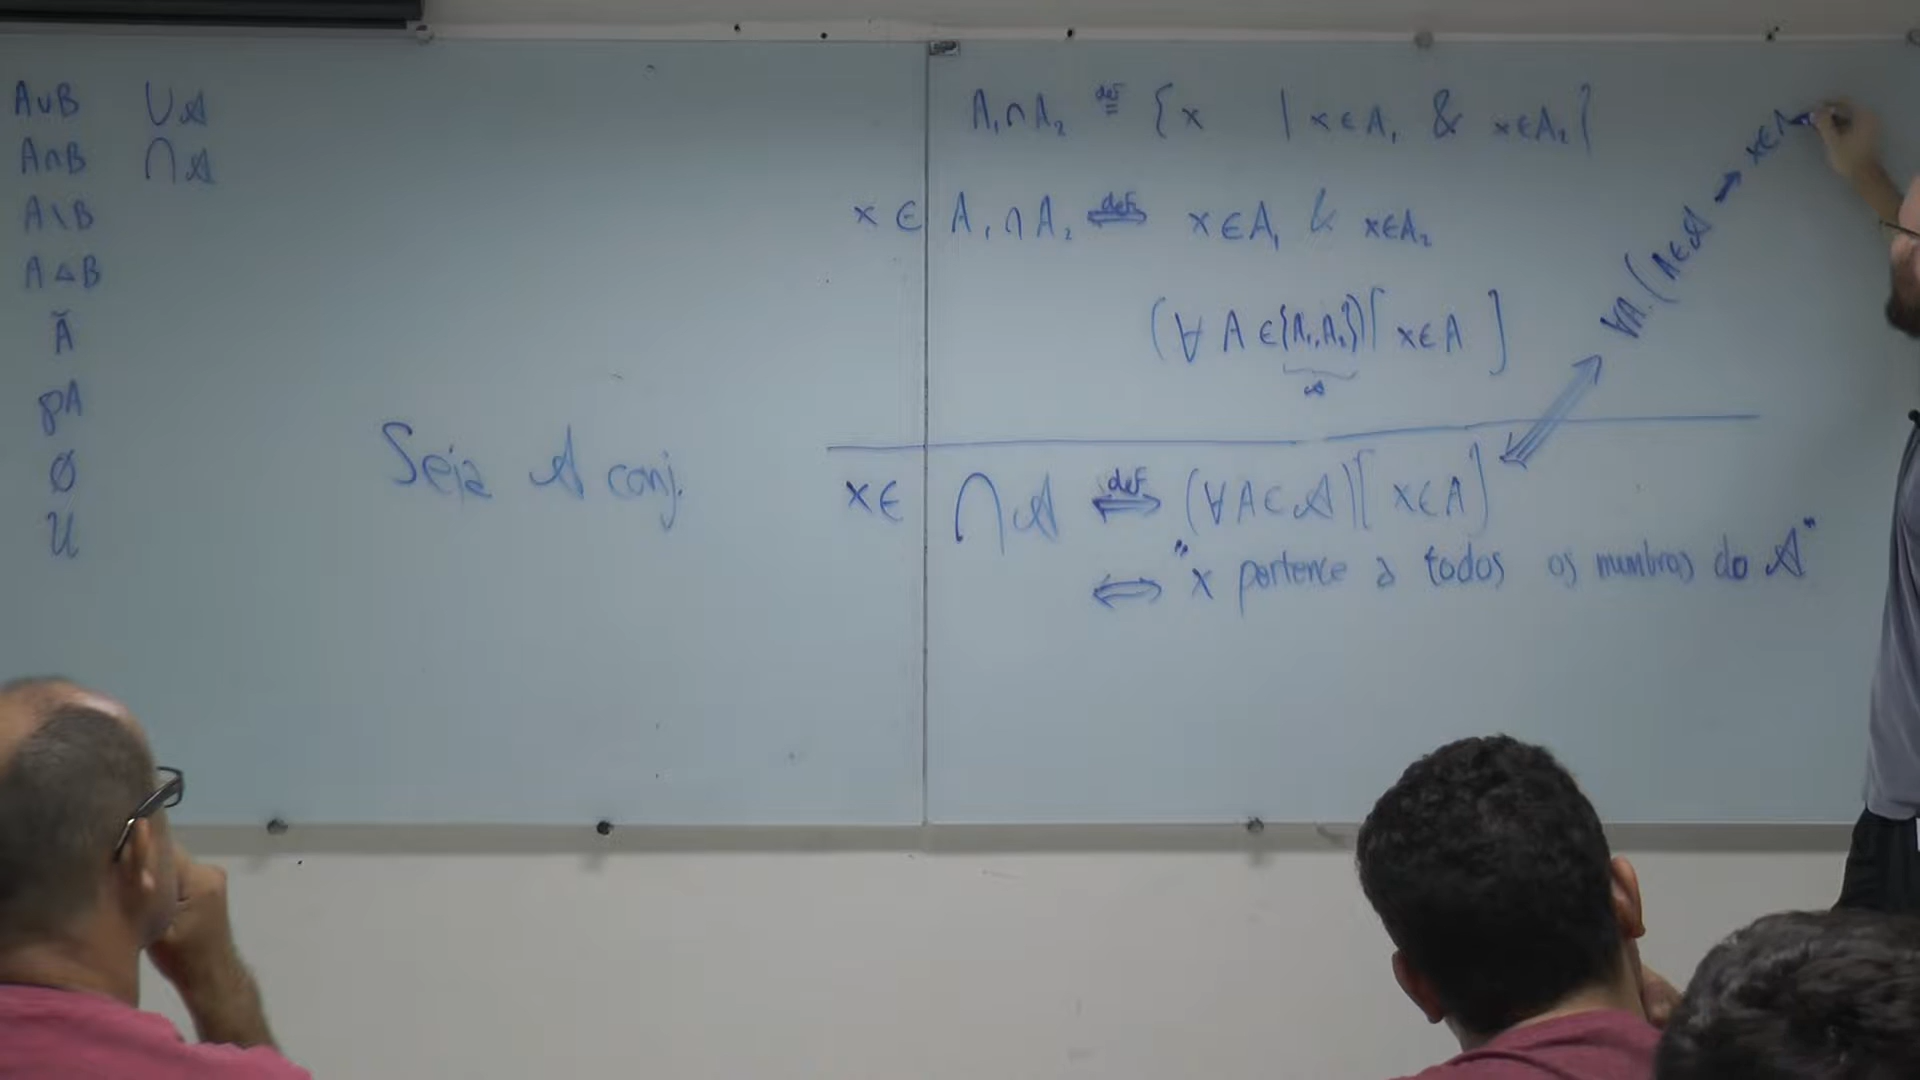 A∪B ⋃𝒜
A∩B ⋂𝒜
A\B
A△B
Ã
℘A
∅
𝒰
Seja 𝒜 conj.
A₁∩A₂ def= {x | x∈A₁ & x∈A₂}
x ∈ A₁∩A₂ ⇐def⇒ x∈A₁ & x∈A₂
(∀ A ∈{A₁,A₂})[x∈A]
𝒜
x∈ ⋂𝒜 ⇐def⇒ (∀A∈𝒜)[x∈A]
⇔ "x pertence a todos os membros do 𝒜"
∀A.(A∈𝒜 → x∈A